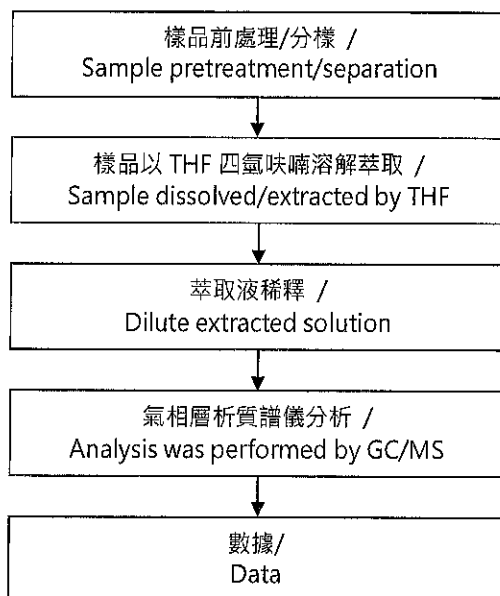 樣品前處理/分樣 /
Sample pretreatment/separation
樣品以 THF 四氫呋喃溶解萃取 /
Sample dissolved/extracted by THF
萃取液稀釋 /
Dilute extracted solution
氣相層析質譜儀分析 /
Analysis was performed by GC/MS
數據/
Data